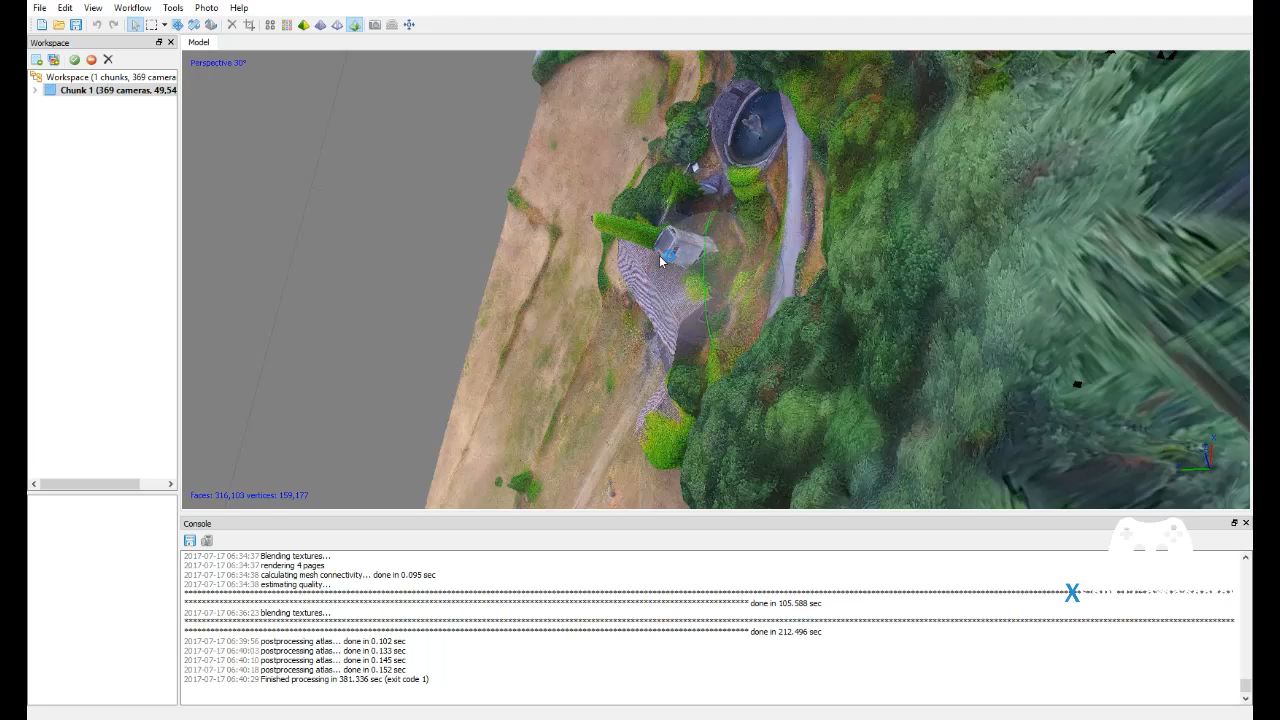 File Edit View Workflow Tools Photo Help
Workspace
Model
Workspace (1 chunks, 369 camera
Chunk 1 (369 cameras, 49,54
Perspective 30°
Faces: 316,103 vertices: 159,177
Console
2017-07-17 06:34:37 Blending textures...
2017-07-17 06:34:37 rendering 4 pages
2017-07-17 06:34:38 calculating mesh connectivity... done in 0.095 sec
2017-07-17 06:34:38 estimating quality...
done in 105.588 sec
2017-07-17 06:36:23 blending textures...
done in 212.496 sec
2017-07-17 06:39:56 postprocessing atlas... done in 0.102 sec
2017-07-17 06:40:03 postprocessing atlas... done in 0.133 sec
2017-07-17 06:40:10 postprocessing atlas... done in 0.145 sec
2017-07-17 06:40:18 postprocessing atlas... done in 0.152 sec
2017-07-17 06:40:29 Finished processing in 381.336 sec (exit code 1)